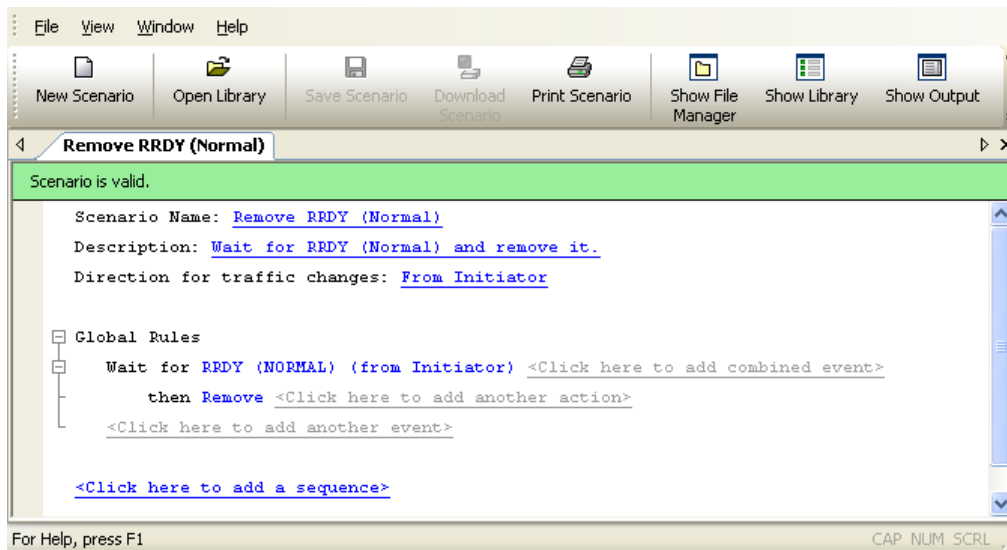 File View Window Help
New Scenario Open Library Save Scenario Download Scenario Print Scenario Show File Manager Show Library Show Output
Remove RRDY (Normal)
Scenario is valid.
Scenario Name: Remove RRDY (Normal)
Description: Wait for RRDY (Normal) and remove it.
Direction for traffic changes: From Initiator
Global Rules
Wait for RRDY (NORMAL) (from Initiator) <Click here to add combined event>
then Remove <Click here to add another action>
<Click here to add another event>
<Click here to add a sequence>
For Help, press F1 CAP NUM SCRL